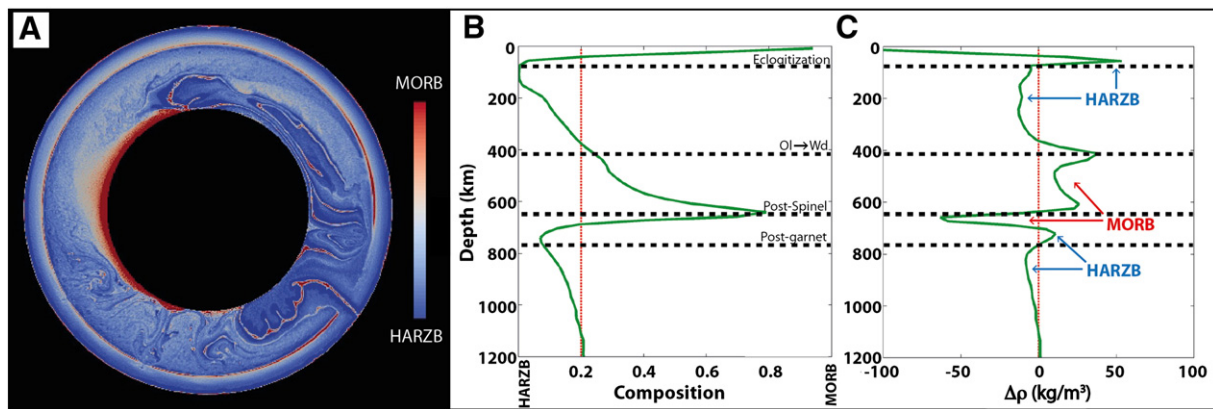 A
MORB
HARZB
B
0
200
400
600
800
1000
1200
Depth (km)
Eclogitization
Ol→Wd
Post-Spinel
Post-garnet
HARZB
0.2
0.4
0.6
0.8
MORB
Composition
C
0
200
400
600
800
1000
1200
HARZB
MORB
HARZB
-100
-50
0
50
100
Δρ (kg/m³)